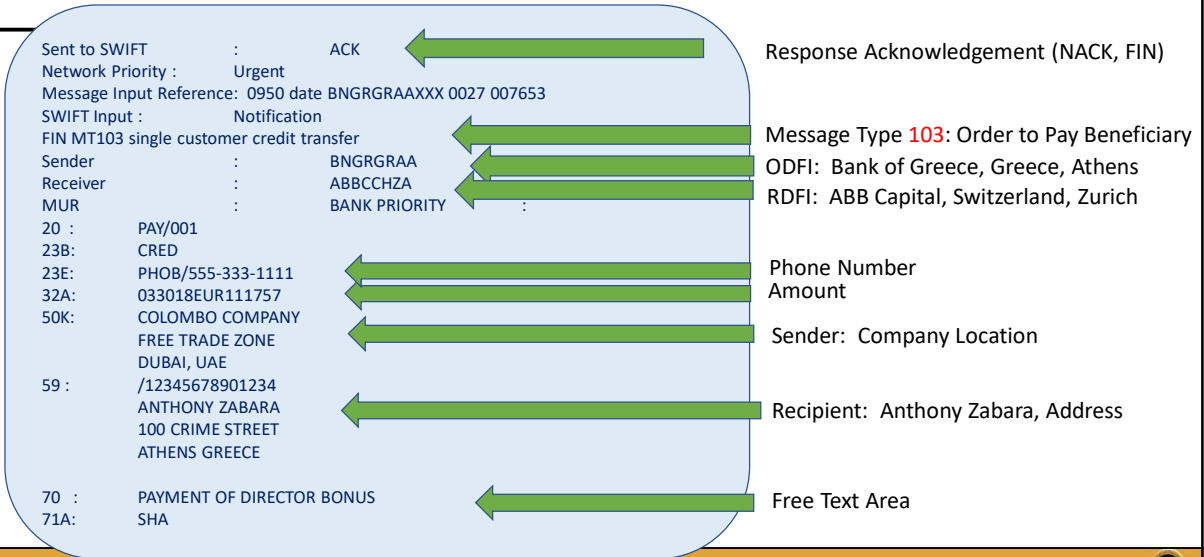 Sent to SWIFT : ACK
Network Priority : Urgent
Message Input Reference: 0950 date BNGRGRAAXXX 0027 007653
SWIFT Input : Notification
FIN MT103 single customer credit transfer
Sender : BNGRGRAA
Receiver : ABBCCHZA
MUR : BANK PRIORITY :
20 : PAY/001
23B: CRED
23E: PHOB/555-333-1111
32A: 033018EUR111757
50K: COLOMBO COMPANY
FREE TRADE ZONE
DUBAI, UAE
59 : /12345678901234
ANTHONY ZABARA
100 CRIME STREET
ATHENS GREECE
70 : PAYMENT OF DIRECTOR BONUS
71A: SHA
Response Acknowledgement (NACK, FIN)
Message Type 103: Order to Pay Beneficiary
ODFI: Bank of Greece, Greece, Athens
RDFI: ABB Capital, Switzerland, Zurich
Phone Number
Amount
Sender: Company Location
Recipient: Anthony Zabara, Address
Free Text Area